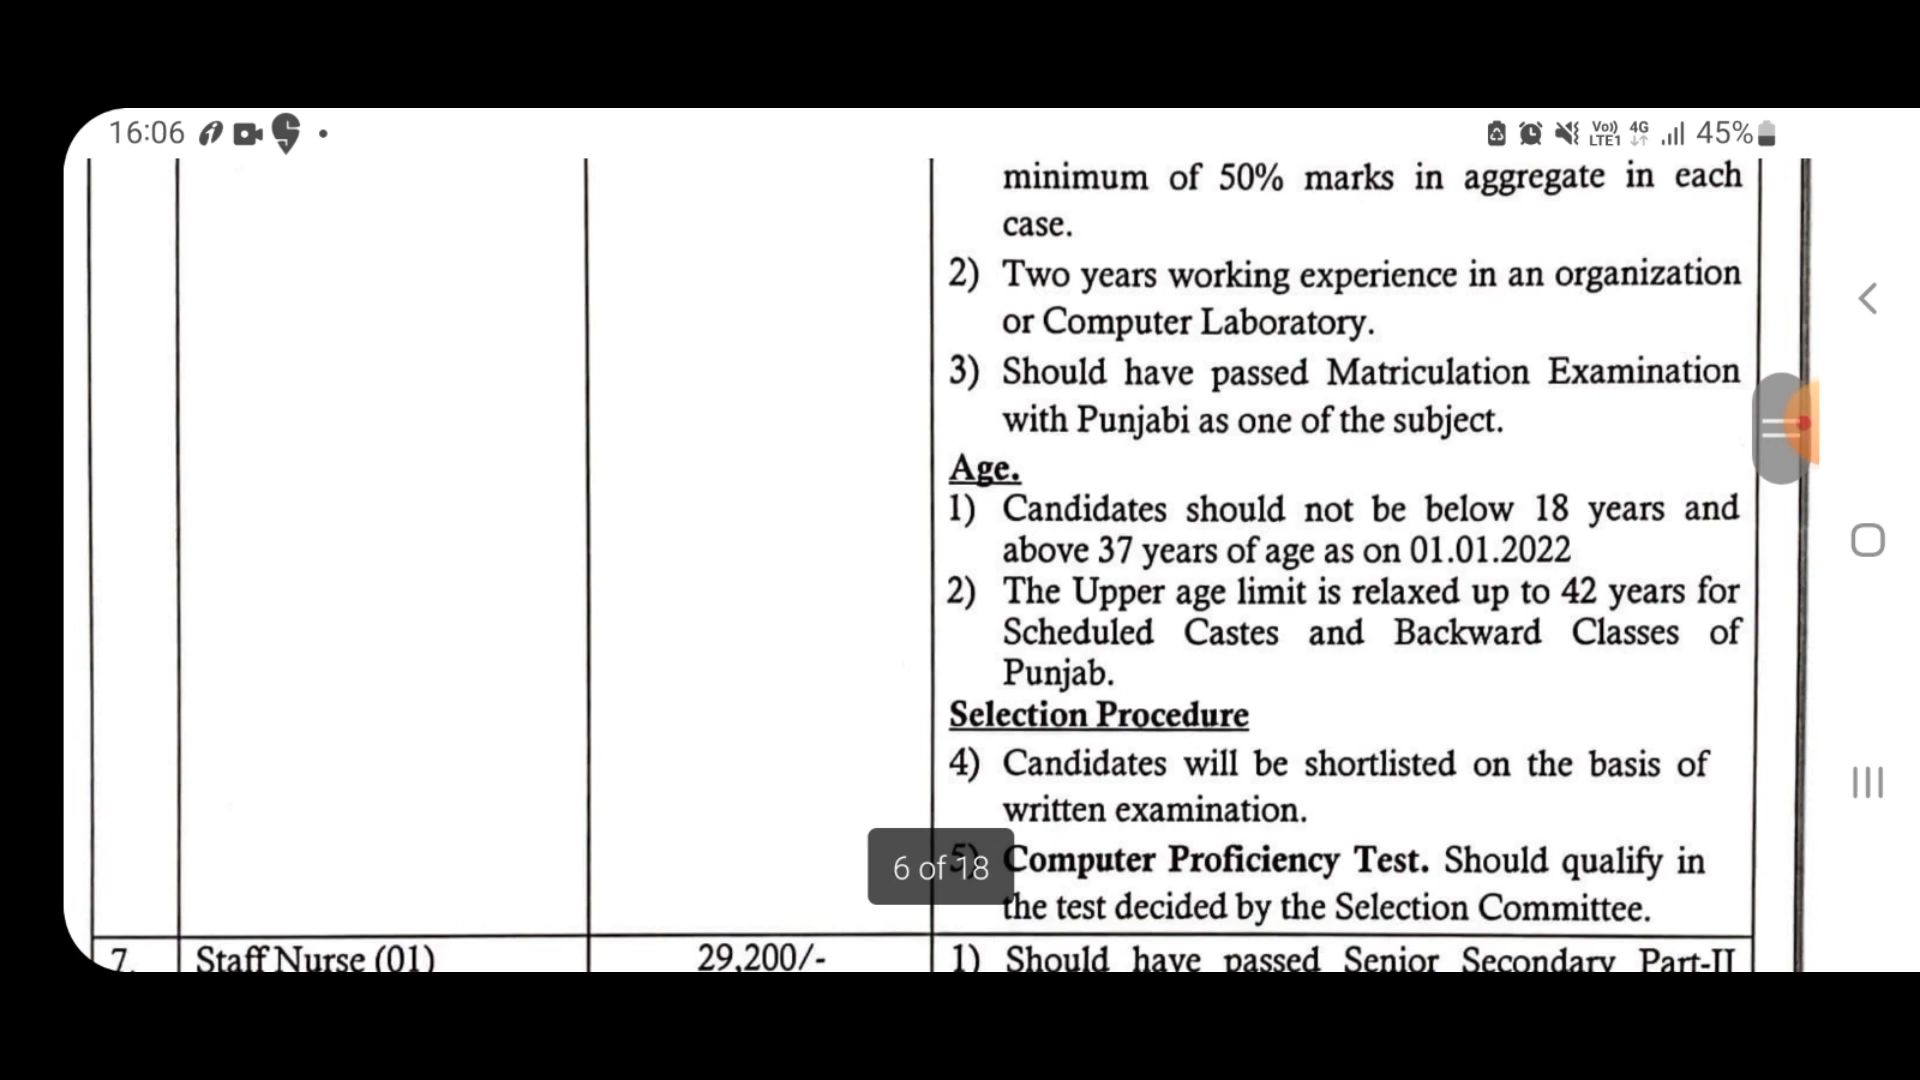 16:06
Vo)) LTE1 4G 45%
minimum of 50% marks in aggregate in each
case.
2) Two years working experience in an organization
or Computer Laboratory.
3) Should have passed Matriculation Examination
with Punjabi as one of the subject.
Age.
1) Candidates should not be below 18 years and
above 37 years of age as on 01.01.2022
2) The Upper age limit is relaxed up to 42 years for
Scheduled Castes and Backward Classes of
Punjab.
Selection Procedure
4) Candidates will be shortlisted on the basis of
written examination.
5) Computer Proficiency Test. Should qualify in
6 of 18
the test decided by the Selection Committee.
7. Staff Nurse (01) 29,200/- 1) Should have passed Senior Secondary Part-II